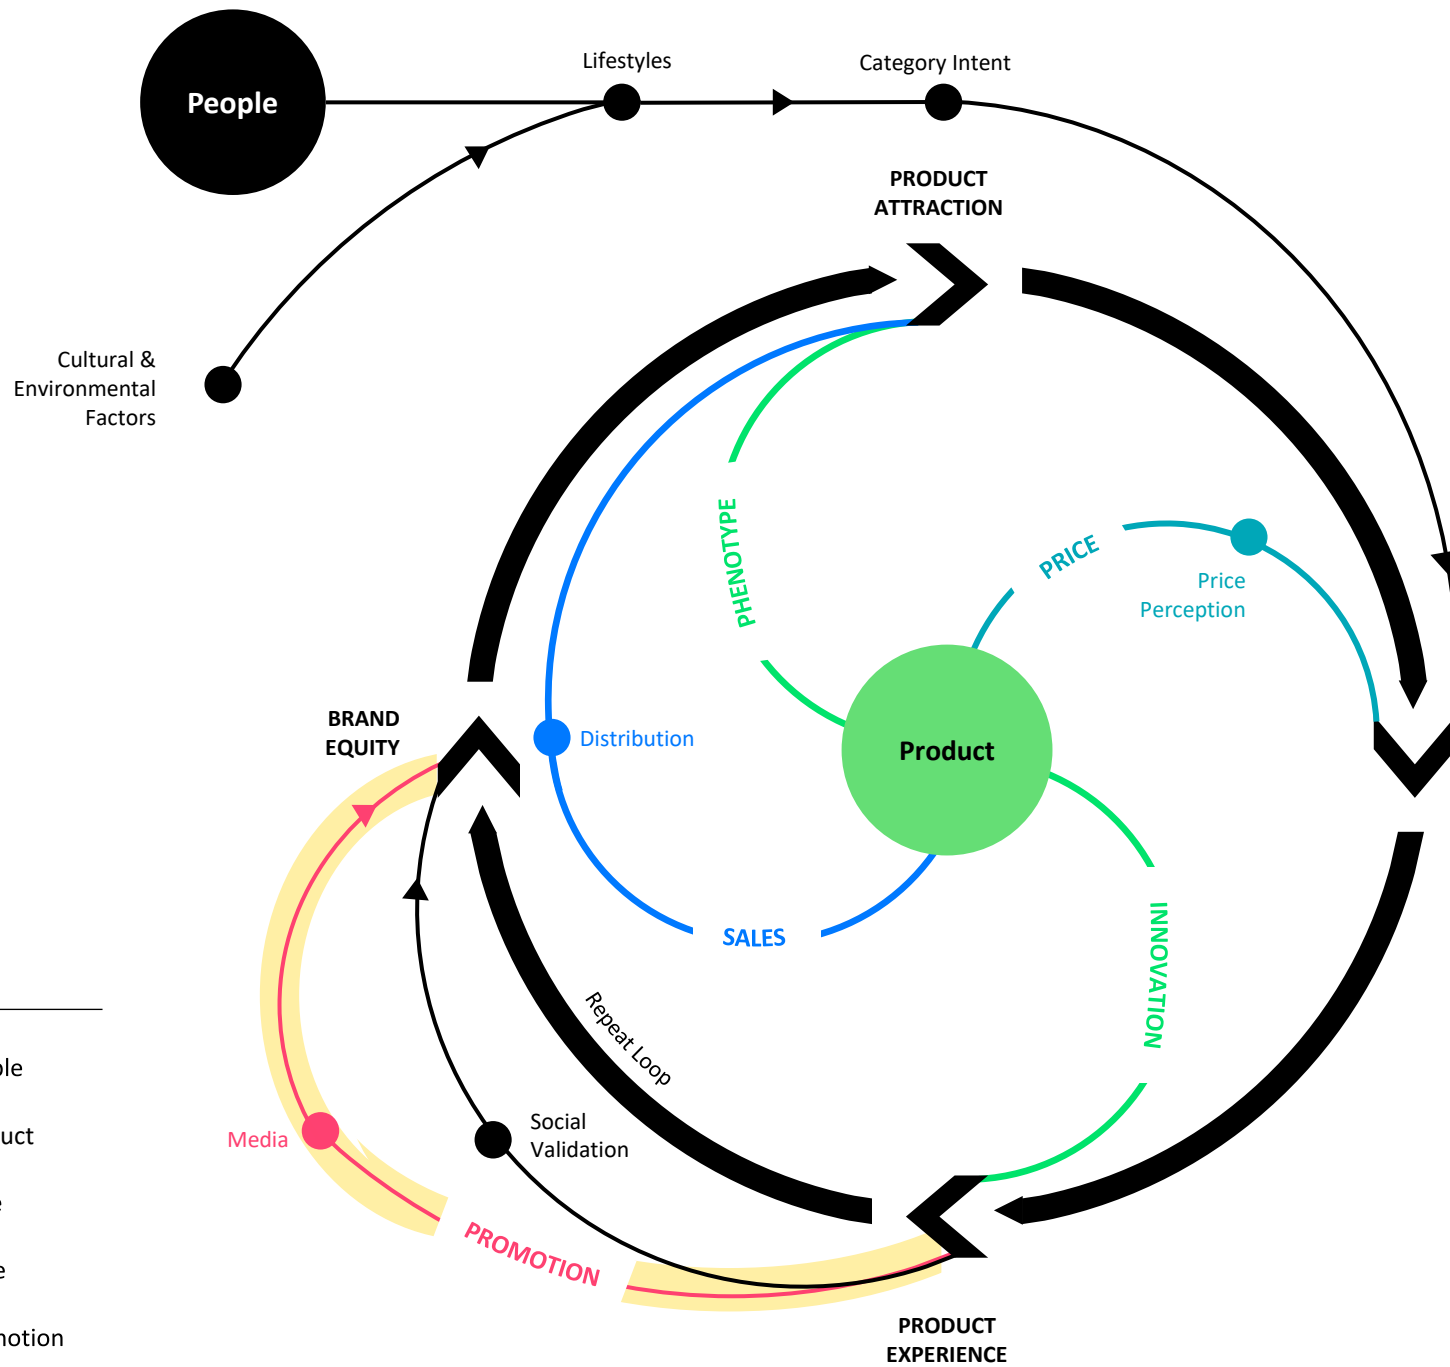 Lifestyles
Category Intent
People
PRODUCT
ATTRACTION
Cultural &
Environmental
Factors
PHENOTYPE
PRICE
Price
Perception
BRAND
EQUITY
Distribution
Product
SALES
INNOVATION
Repeat Loop
Social
Validation
Media
PROMOTION
PRODUCT
EXPERIENCE